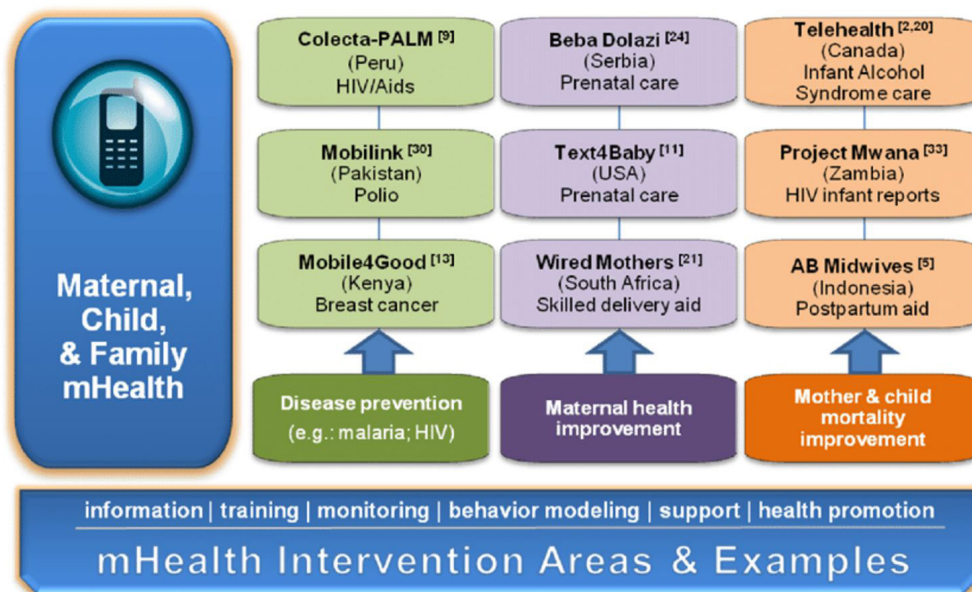 Maternal,
Child,
& Family
mHealth
Colecta-PALM [9]
(Peru)
HIV/Aids
Mobilink [30]
(Pakistan)
Polio
Mobile4Good [13]
(Kenya)
Breast cancer
Disease prevention
(e.g.: malaria; HIV)
Beba Dolazi [24]
(Serbia)
Prenatal care
Text4Baby [11]
(USA)
Prenatal care
Wired Mothers [21]
(South Africa)
Skilled delivery aid
Maternal health
improvement
Telehealth [2,20]
(Canada)
Infant Alcohol
Syndrome care
Project Mwana [33]
(Zambia)
HIV infant reports
AB Midwives [5]
(Indonesia)
Postpartum aid
Mother & child
mortality
improvement
information | training | monitoring | behavior modeling | support | health promotion
mHealth Intervention Areas & Examples